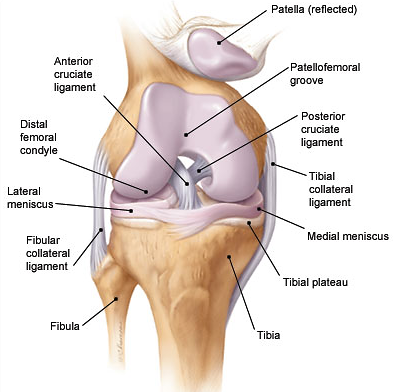 Patella (reflected)
Anterior
cruciate
ligament
Patellofemoral
groove
Posterior
cruciate
ligament
Distal
femoral
condyle
Tibial
collateral
ligament
Lateral
meniscus
Medial meniscus
Fibular
collateral
ligament
Tibial plateau
Fibula
Tibia